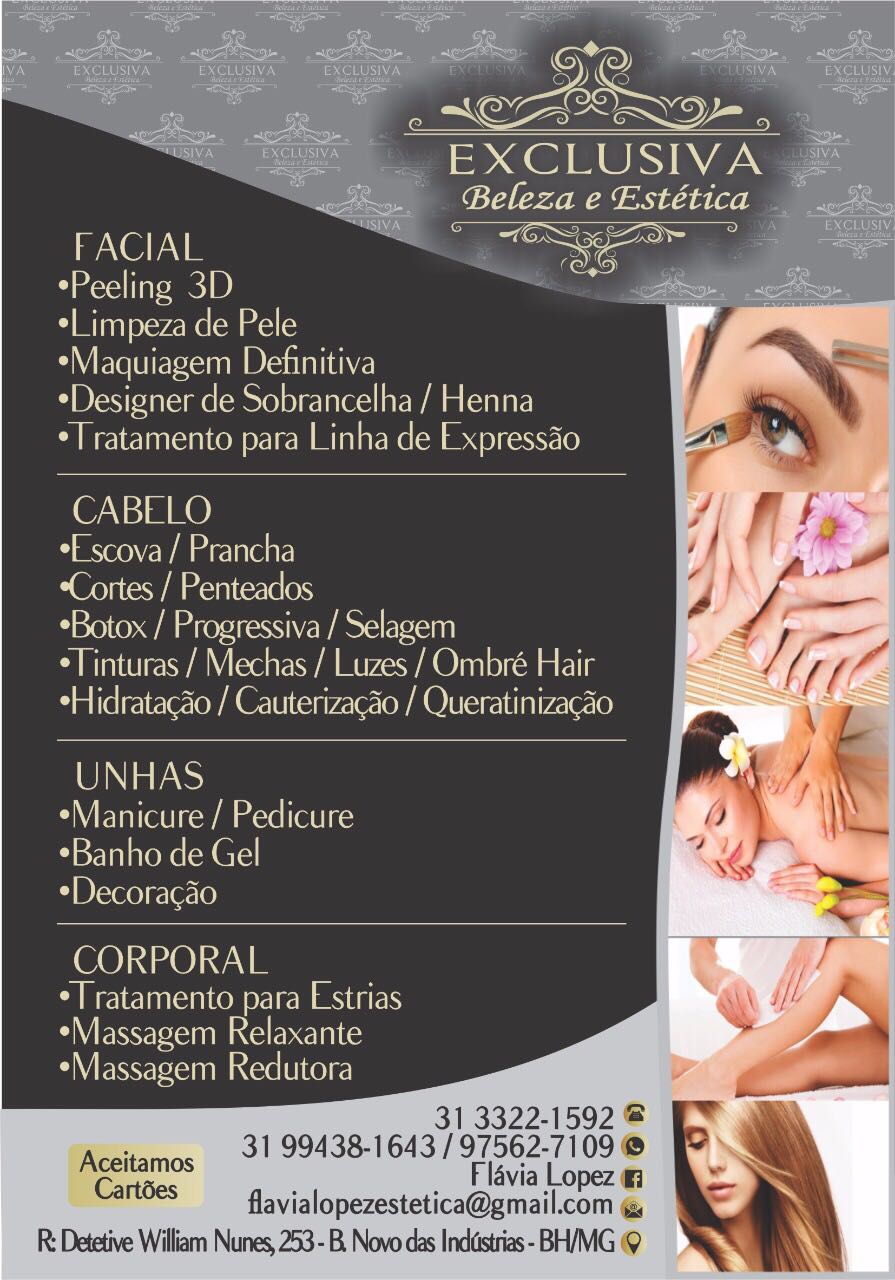 EXCLUSIVA
Beleza e Estética
FACIAL
•Peeling 3D
•Limpeza de Pele
•Maquiagem Definitiva
•Designer de Sobrancelha / Henna
•Tratamento para Linha de Expressão
CABELO
•Escova / Prancha
•Cortes / Penteados
•Botox / Progressiva / Selagem
•Tinturas / Mechas / Luzes / Ombré Hair
•Hidratação / Cauterização / Queratinização
UNHAS
•Manicure / Pedicure
•Banho de Gel
•Decoração
CORPORAL
•Tratamento para Estrias
•Massagem Relaxante
•Massagem Redutora
31 3322-1592
31 99438-1643 / 97562-7109
Flávia Lopez
flavialopezestetica@gmail.com
R: Detetive William Nunes, 253 - B. Novo das Indústrias - BH/MG
Aceitamos
Cartões